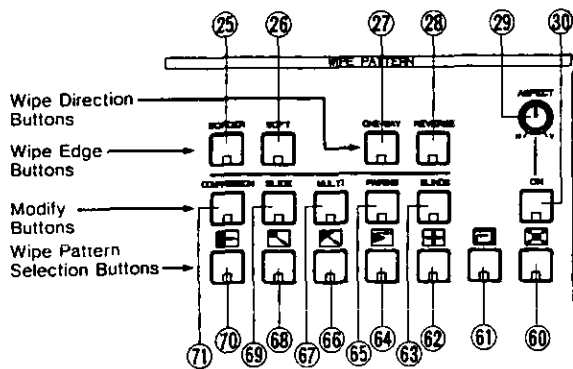 25 26 27 28 29 30
WIPE PATTERN
ASPECT
Wipe Direction
Buttons
BORDER SOFT ONE-WAY REVERSE
Wipe Edge
Buttons
COMPRESSION SLIDE MULTI PAIRING BLINDS ON
Modify
Buttons
Wipe Pattern
Selection Buttons
71 70 69 68 67 66 65 64 63 62 61 60